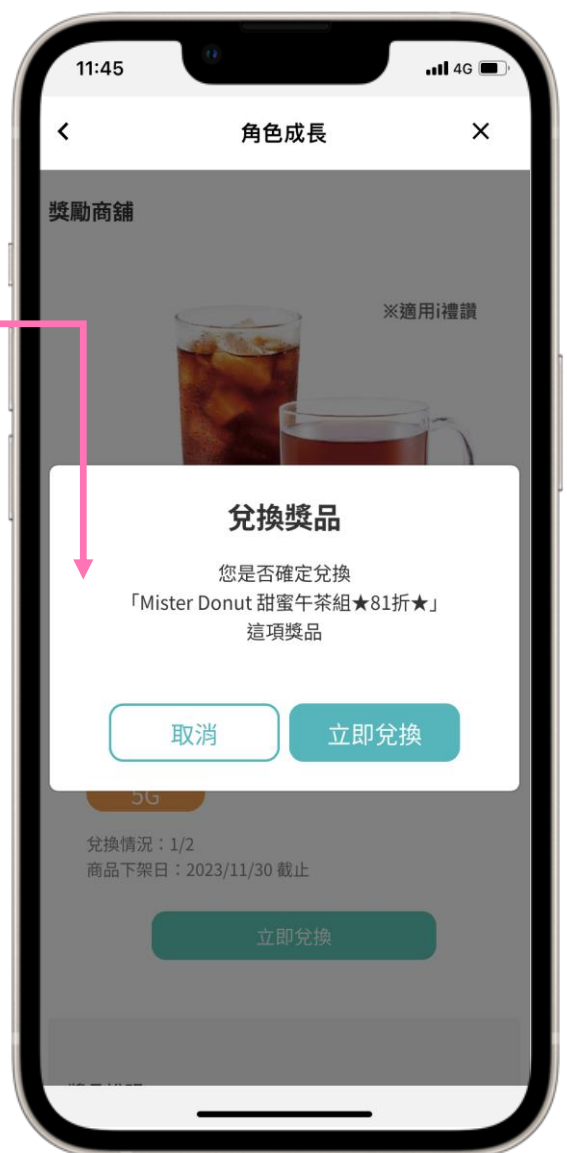 11:45
4G
角色成長
獎勵商舖
※適用i禮讚
兌換獎品
您是否確定兌換
「Mister Donut 甜蜜午茶組★81折★」
這項獎品
取消
立即兌換
5G
兌換情況：1/2
商品下架日：2023/11/30 截止
立即兌換